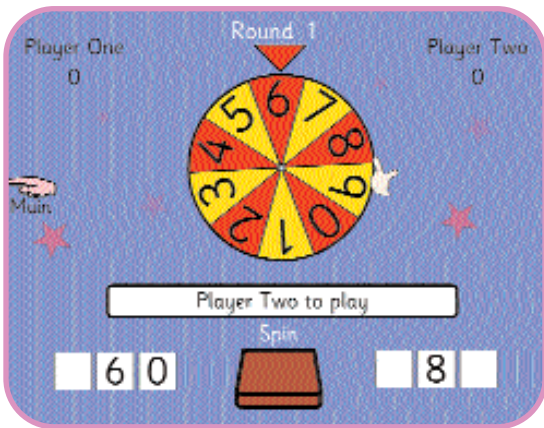 Round 1
Player One
Player Two
0
0
5 6 7
4 8
3 9
2 1 0
Main
Player Two to play
Spin
6 0
8